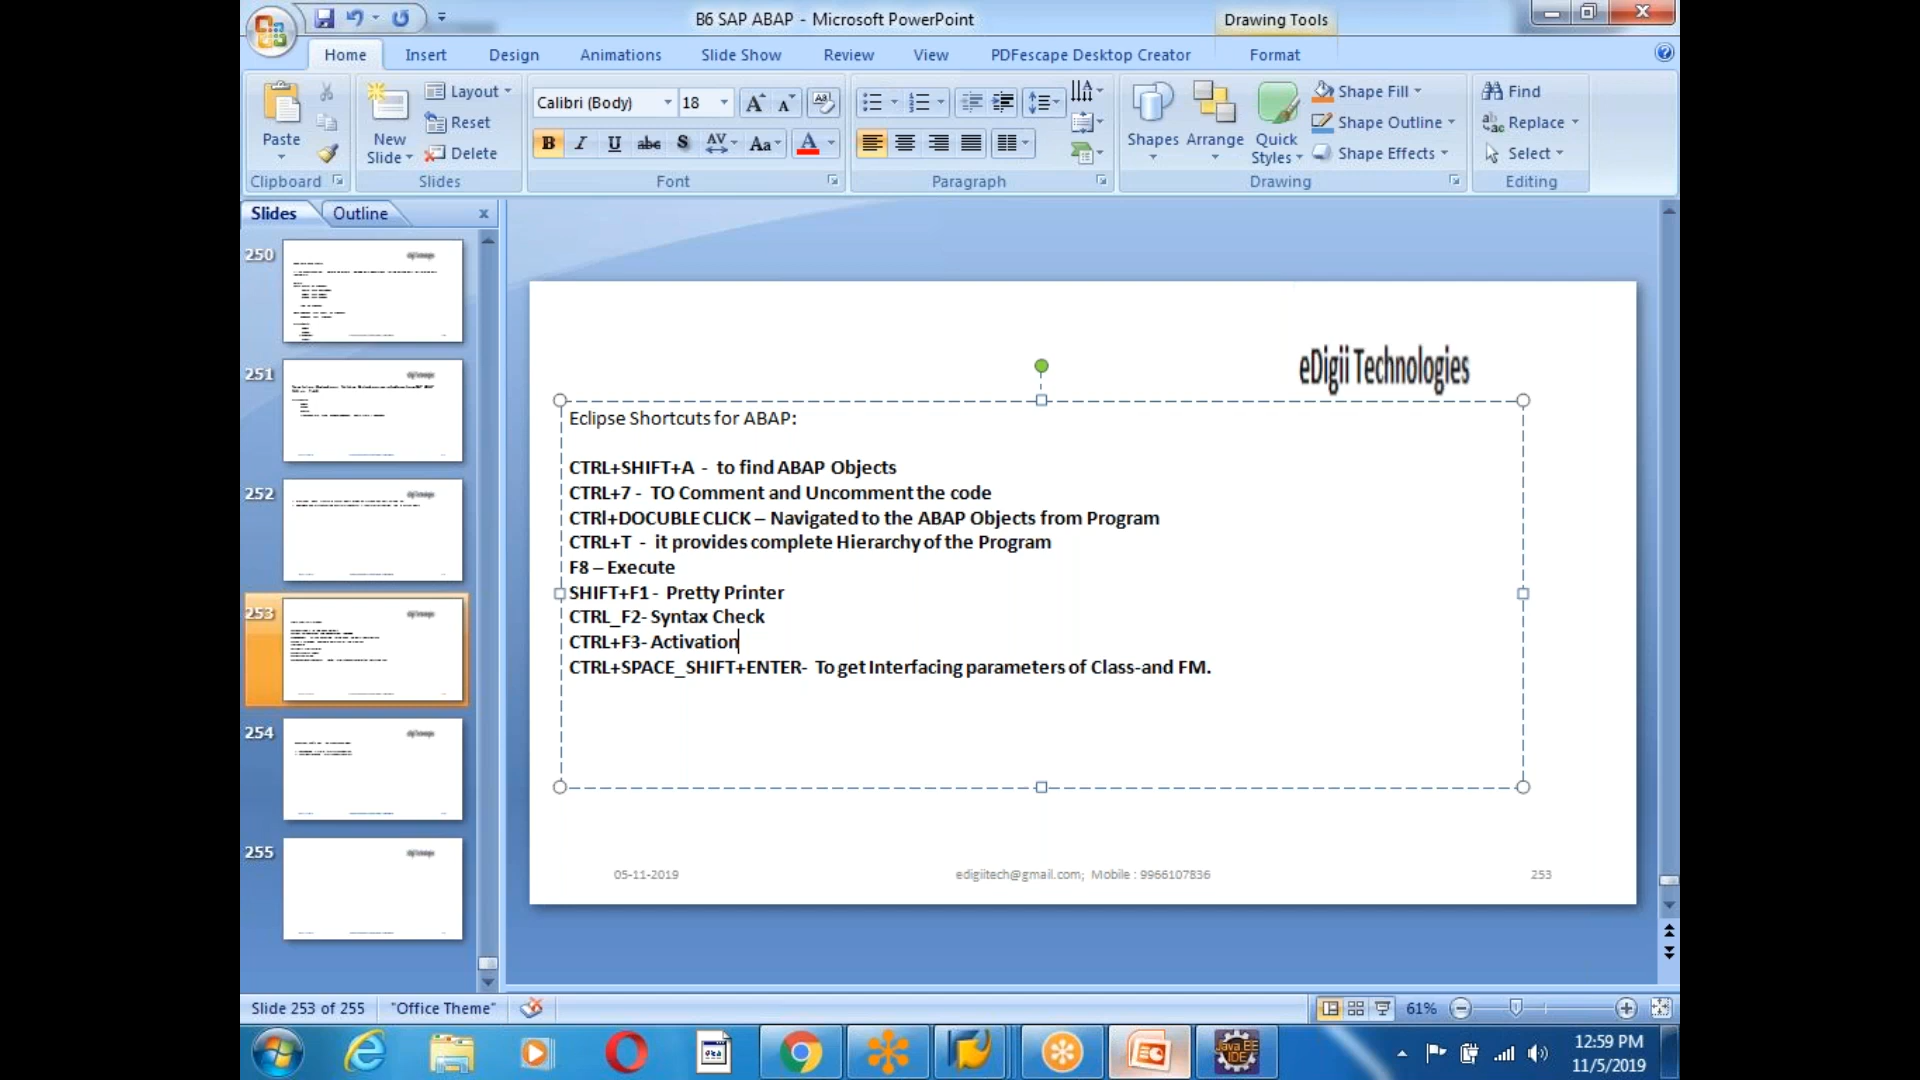 B6 SAP ABAP - Microsoft PowerPoint
Drawing Tools
Home
Insert
Design
Animations
Slide Show
Review
View
PDFescape Desktop Creator
Format
Paste
Clipboard
New
Slide
Layout
Reset
Delete
Slides
Calibri (Body)
18
Font
Paragraph
Shapes
Arrange
Quick
Styles
Shape Fill
Shape Outline
Shape Effects
Drawing
Find
Replace
Select
Editing
Slides
Outline
250
251
252
253
254
255
eDigii Technologies
Eclipse Shortcuts for ABAP:
CTRL+SHIFT+A - to find ABAP Objects
CTRL+7 - TO Comment and Uncomment the code
CTRl+DOCUBLE CLICK – Navigated to the ABAP Objects from Program
CTRL+T - it provides complete Hierarchy of the Program
F8 – Execute
SHIFT+F1 - Pretty Printer
CTRL_F2- Syntax Check
CTRL+F3- Activation
CTRL+SPACE_SHIFT+ENTER- To get Interfacing parameters of Class-and FM.
05-11-2019
edigiitech@gmail.com; Mobile : 9966107836
253
Slide 253 of 255
"Office Theme"
61%
Java EE
IDE
12:59 PM
11/5/2019